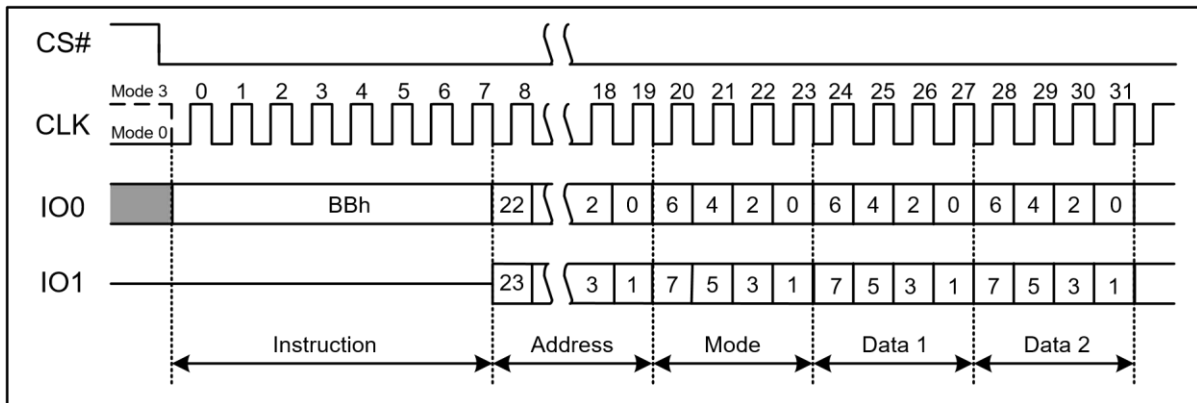 CS#
Mode 3 0 1 2 3 4 5 6 7 8 18 19 20 21 22 23 24 25 26 27 28 29 30 31
CLK
Mode 0
IO0 BBh 22 2 0 6 4 2 0 6 4 2 0 6 4 2 0
IO1 23 3 1 7 5 3 1 7 5 3 1 7 5 3 1
Instruction Address Mode Data 1 Data 2